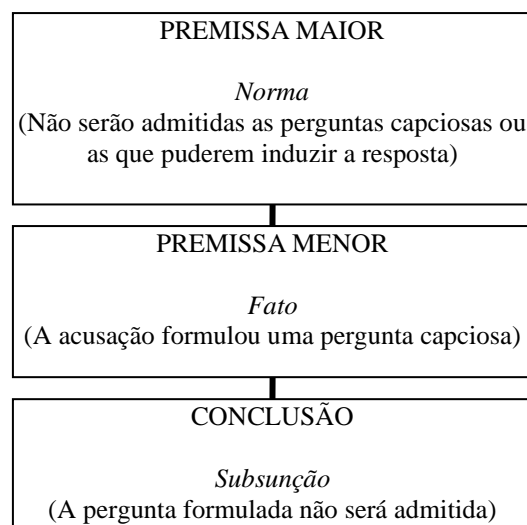 PREMISSA MAIOR
Norma
(Não serão admitidas as perguntas capciosas ou
as que puderem induzir a resposta)
PREMISSA MENOR
Fato
(A acusação formulou uma pergunta capciosa)
CONCLUSÃO
Subsunção
(A pergunta formulada não será admitida)